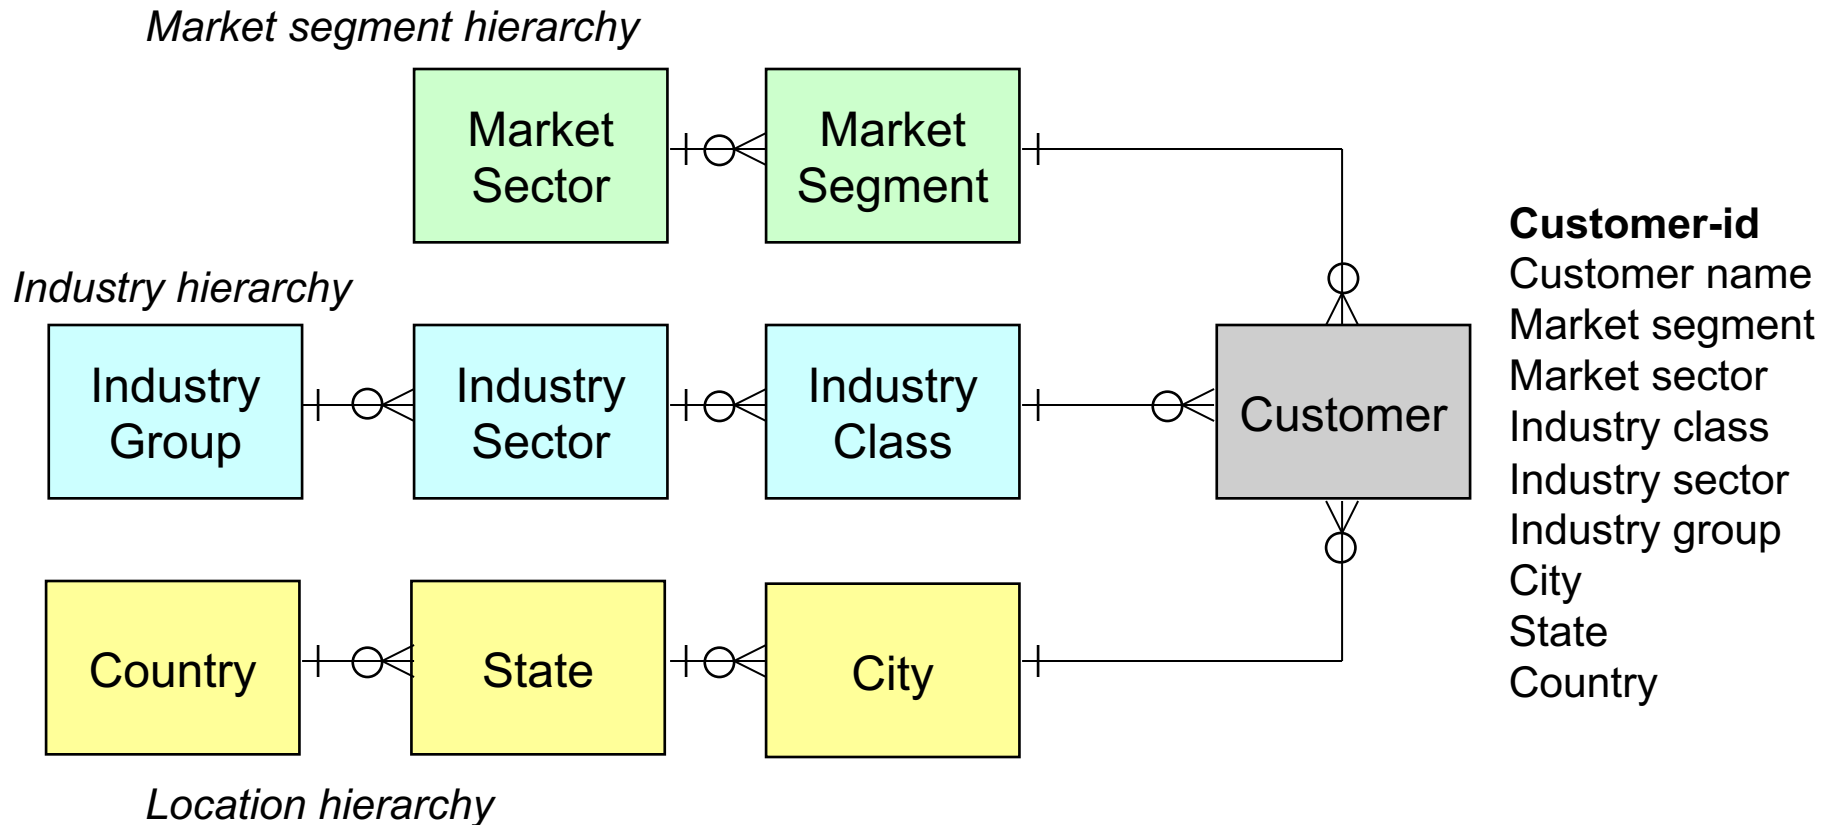 Market segment hierarchy
Market
Sector
Market
Segment
Industry hierarchy
Industry
Group
Industry
Sector
Industry
Class
Customer
Country
State
City
Location hierarchy
Customer-id
Customer name
Market segment
Market sector
Industry class
Industry sector
Industry group
City
State
Country